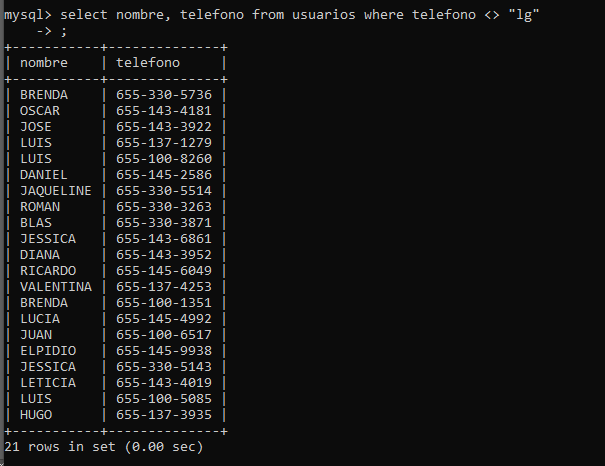 mysql> select nombre, telefono from usuarios where telefono <> "lg"
    -> ;
+-----------+--------------+
| nombre    | telefono     |
+-----------+--------------+
| BRENDA    | 655-330-5736 |
| OSCAR     | 655-143-4181 |
| JOSE      | 655-143-3922 |
| LUIS      | 655-137-1279 |
| LUIS      | 655-100-8260 |
| DANIEL    | 655-145-2586 |
| JAQUELINE | 655-330-5514 |
| ROMAN     | 655-330-3263 |
| BLAS      | 655-330-3871 |
| JESSICA   | 655-143-6861 |
| DIANA     | 655-143-3952 |
| RICARDO   | 655-145-6049 |
| VALENTINA | 655-137-4253 |
| BRENDA    | 655-100-1351 |
| LUCIA     | 655-145-4992 |
| JUAN      | 655-100-6517 |
| ELPIDIO   | 655-145-9938 |
| JESSICA   | 655-330-5143 |
| LETICIA   | 655-143-4019 |
| LUIS      | 655-100-5085 |
| HUGO      | 655-137-3935 |
+-----------+--------------+
21 rows in set (0.00 sec)